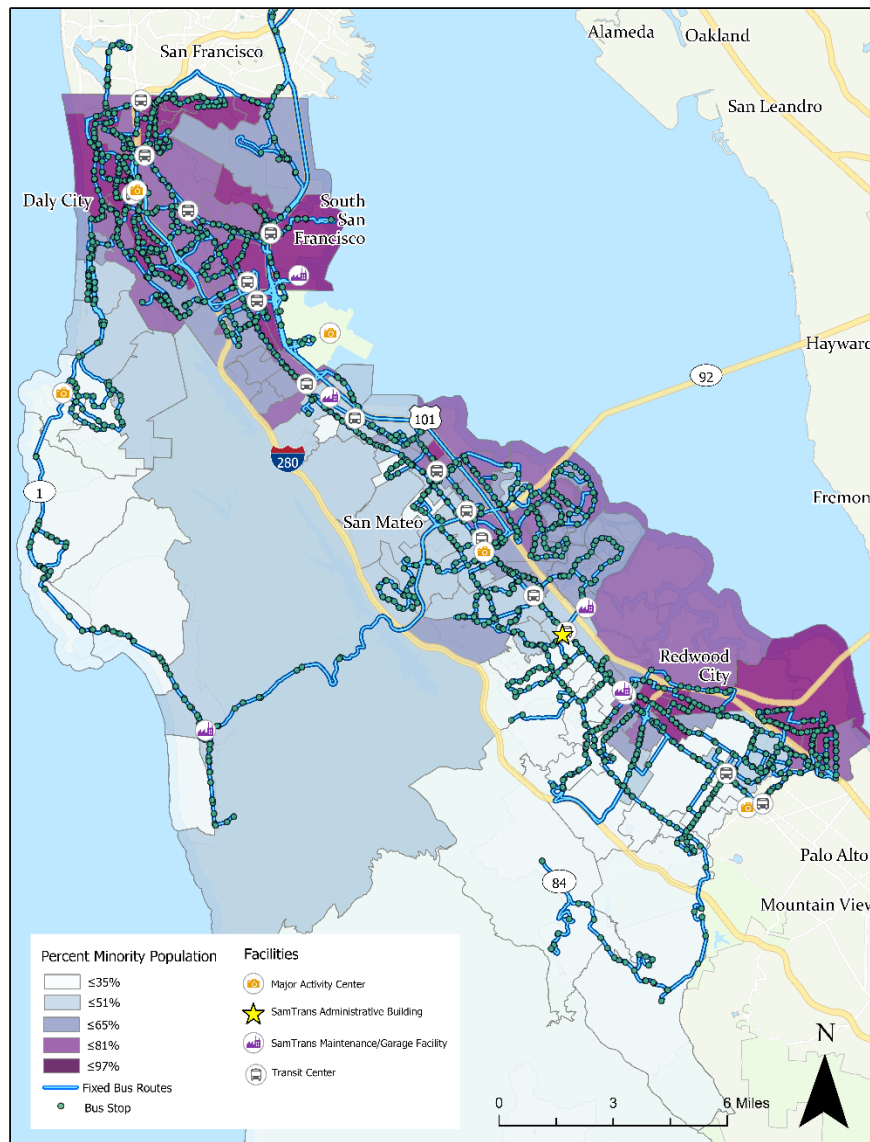 San Francisco
Alameda
Oakland
San Leandro
Daly City
South
San
Francisco
Hayward
92
101
280
1
San Mateo
Fremon
Redwood
City
Palo Alto
84
Mountain View
Percent Minority Population
≤35%
≤51%
≤65%
≤81%
≤97%
Fixed Bus Routes
Bus Stop
Facilities
Major Activity Center
SamTrans Administrative Building
SamTrans Maintenance/Garage Facility
Transit Center
N
0 3 6 Miles